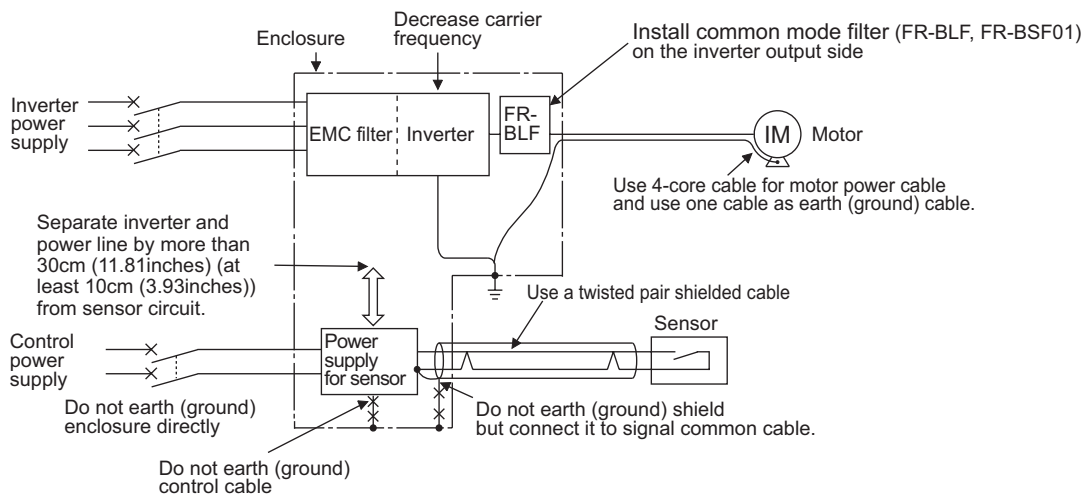 Decrease carrier
frequency
Enclosure
Install common mode filter (FR-BLF, FR-BSF01)
on the inverter output side
Inverter
power
supply
EMC filter
Inverter
FR-
BLF
IM
Motor
Use 4-core cable for motor power cable
and use one cable as earth (ground) cable.
Separate inverter and
power line by more than
30cm (11.81inches) (at
least 10cm (3.93inches))
from sensor circuit.
Use a twisted pair shielded cable
Sensor
Control
power
supply
Power
supply
for sensor
Do not earth (ground)
enclosure directly
Do not earth (ground) shield
but connect it to signal common cable.
Do not earth (ground)
control cable